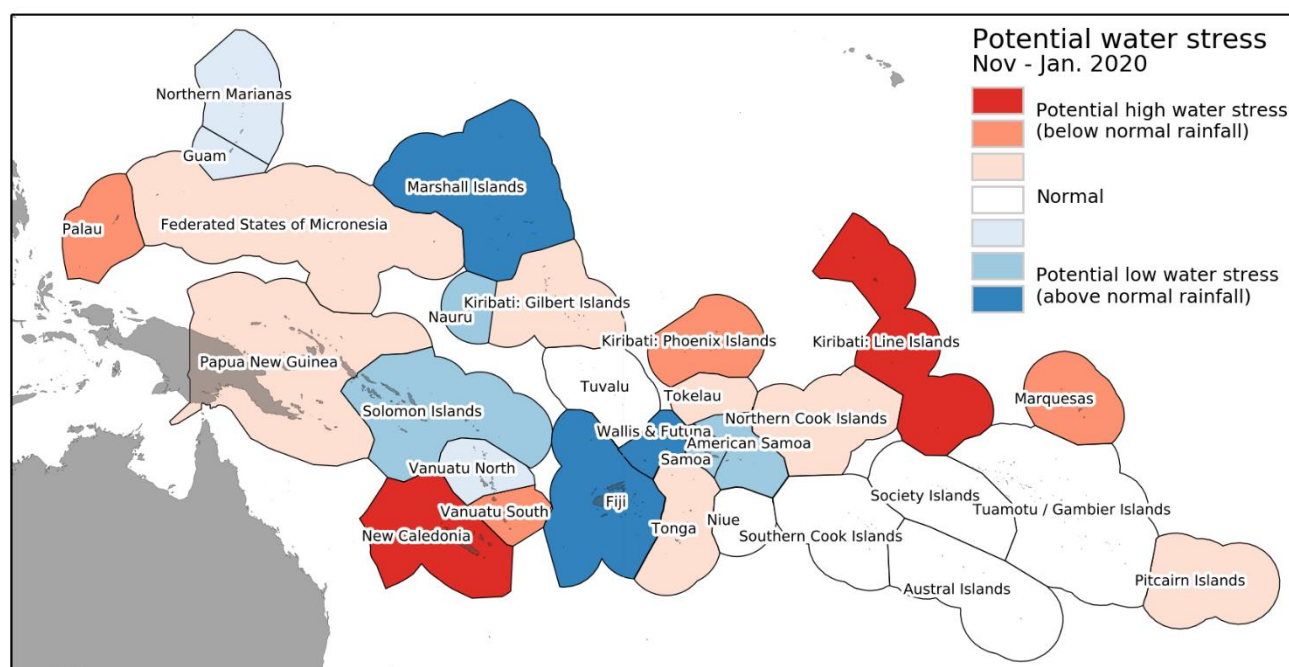 Potential water stress
Nov - Jan. 2020
Potential high water stress
(below normal rainfall)
Normal
Potential low water stress
(above normal rainfall)
Northern Marianas
Guam
Marshall Islands
Palau
Federated States of Micronesia
Nauru
Kiribati: Gilbert Islands
Kiribati: Phoenix Islands
Kiribati: Line Islands
Papua New Guinea
Tuvalu
Tokelau
Marquesas
Solomon Islands
Northern Cook Islands
Wallis & Futuna
American Samoa
Samoa
Vanuatu North
Society Islands
Vanuatu South
Fiji
Tuamotu / Gambier Islands
New Caledonia
Tonga
Niue
Southern Cook Islands
Pitcairn Islands
Austral Islands